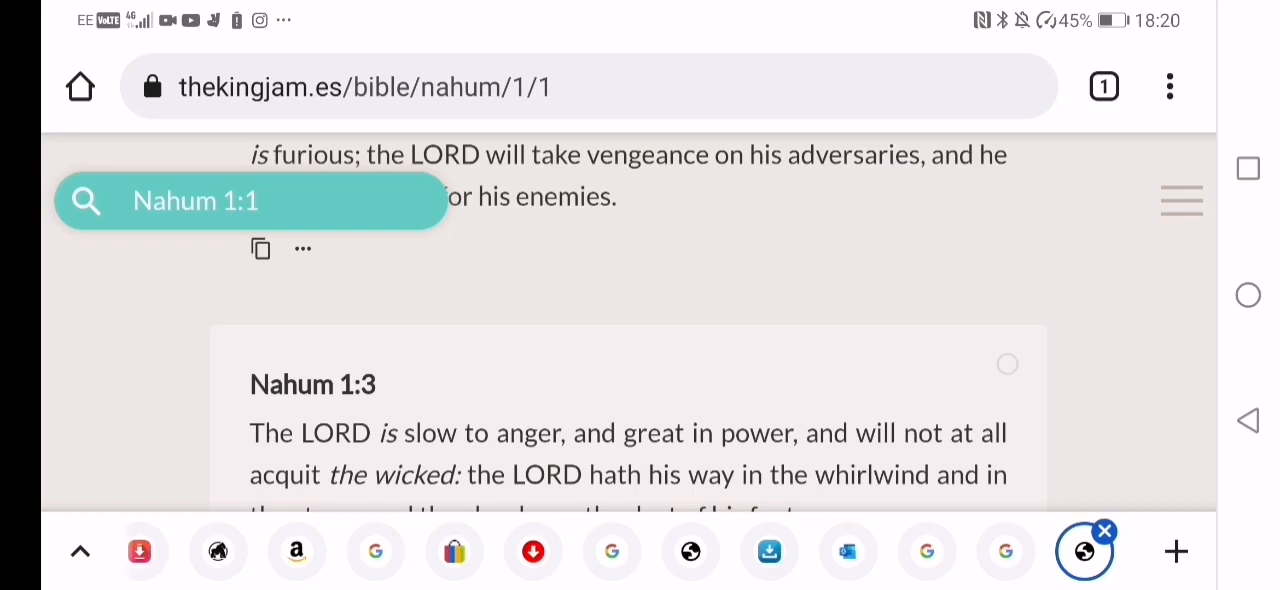 EE VoLTE 4G 45% 18:20
thekingjam.es/bible/nahum/1/1 1
is furious; the LORD will take vengeance on his adversaries, and he
Nahum 1:1 or his enemies.
Nahum 1:3
The LORD is slow to anger, and great in power, and will not at all
acquit the wicked: the LORD hath his way in the whirlwind and in